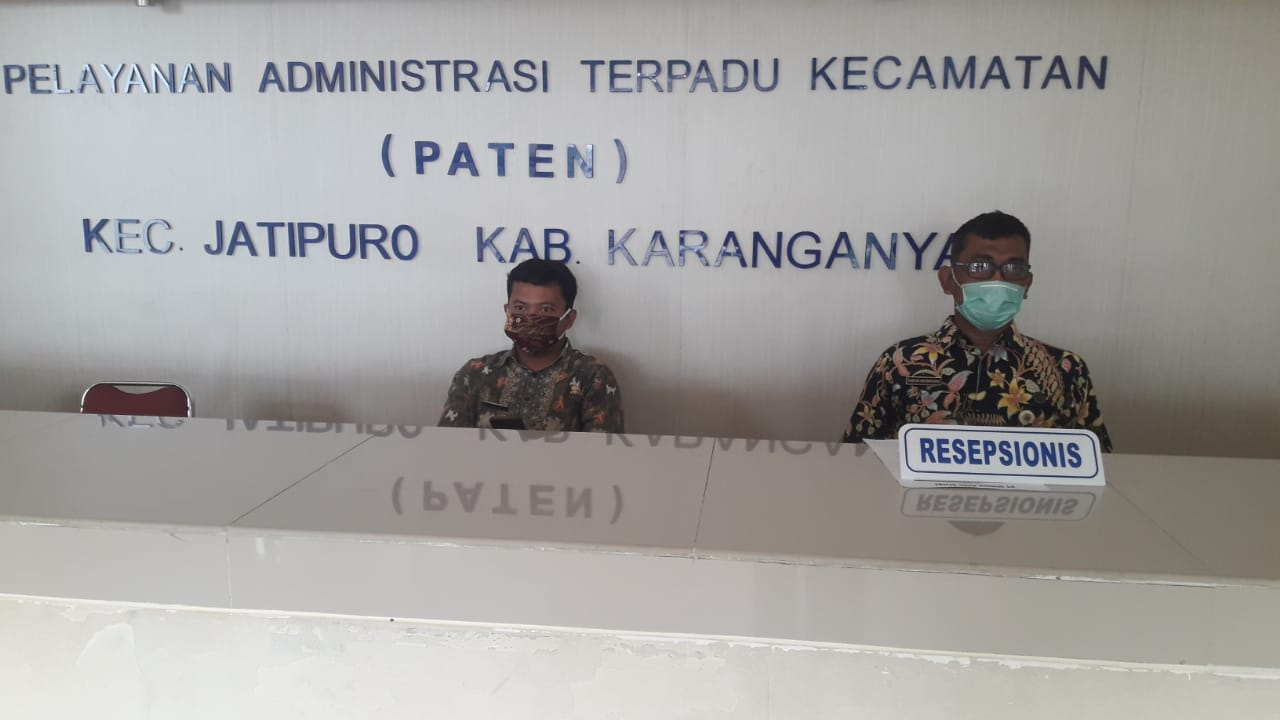 PELAYANAN ADMINISTRASI TERPADU KECAMATAN
( PATEN )
KEC. JATIPURO KAB. KARANGANYA
RESEPSIONIS